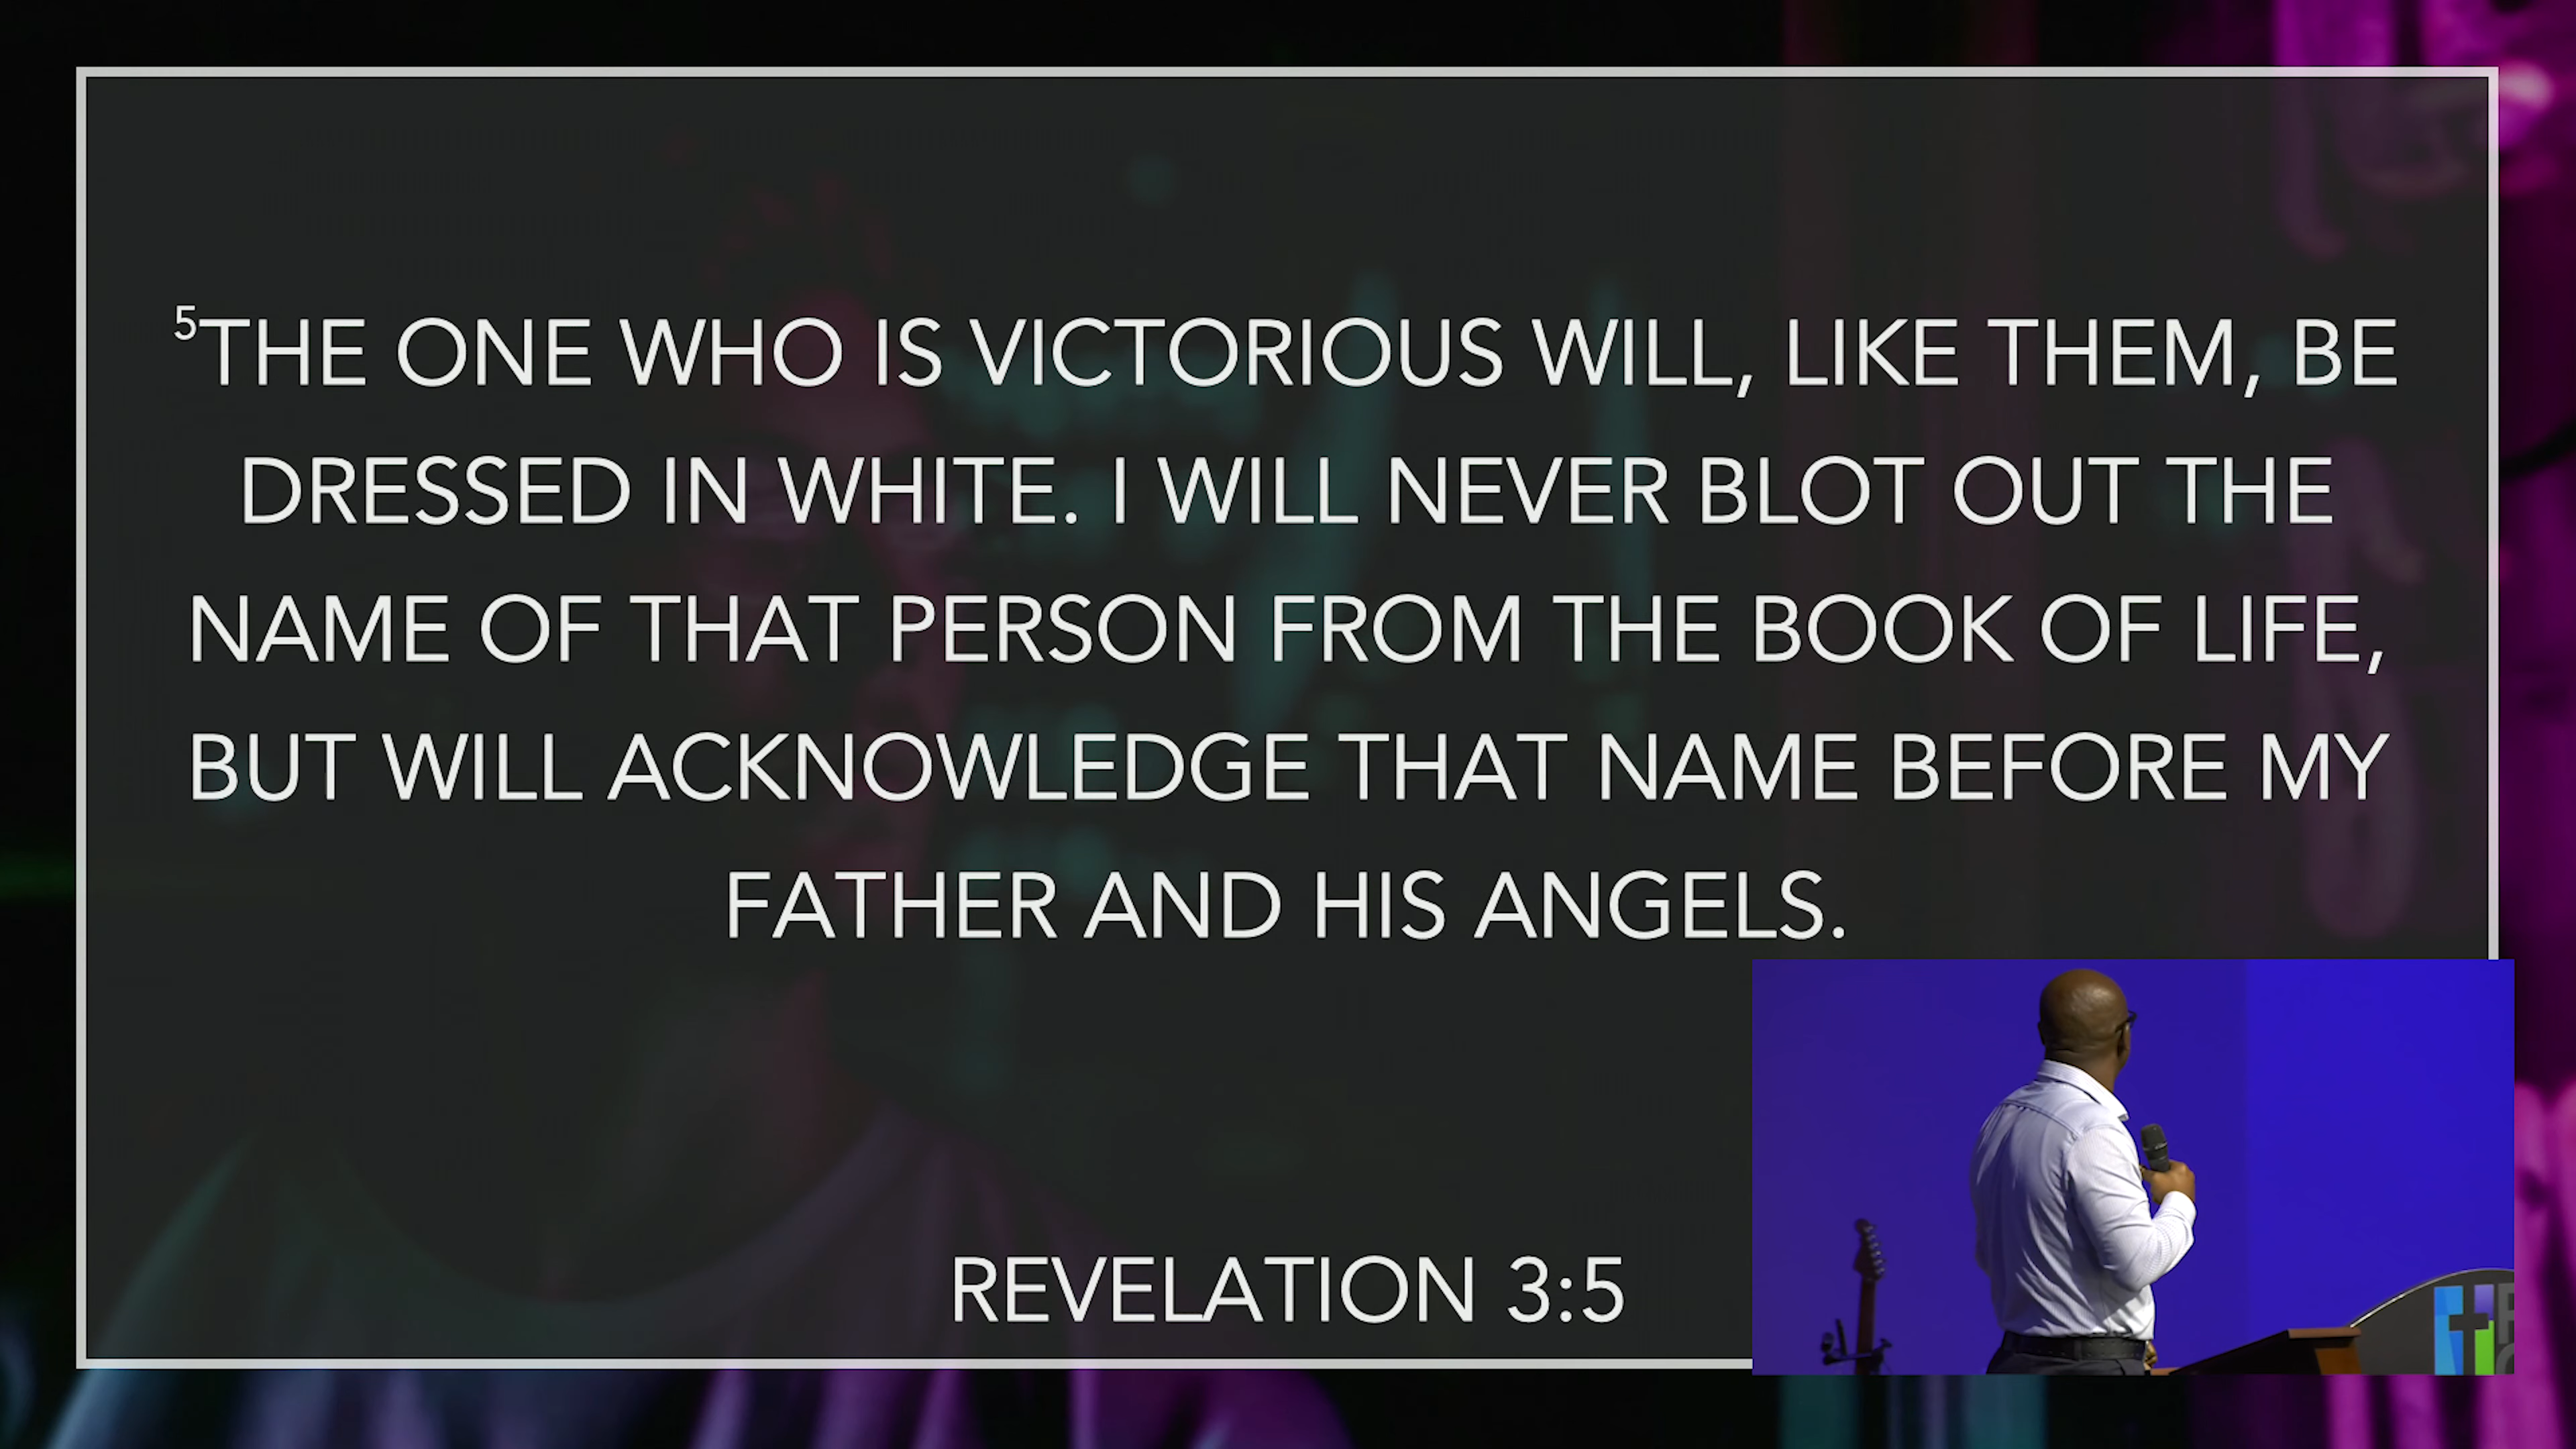 ⁵THE ONE WHO IS VICTORIOUS WILL, LIKE THEM, BE
DRESSED IN WHITE. I WILL NEVER BLOT OUT THE
NAME OF THAT PERSON FROM THE BOOK OF LIFE,
BUT WILL ACKNOWLEDGE THAT NAME BEFORE MY
FATHER AND HIS ANGELS.
REVELATION 3:5